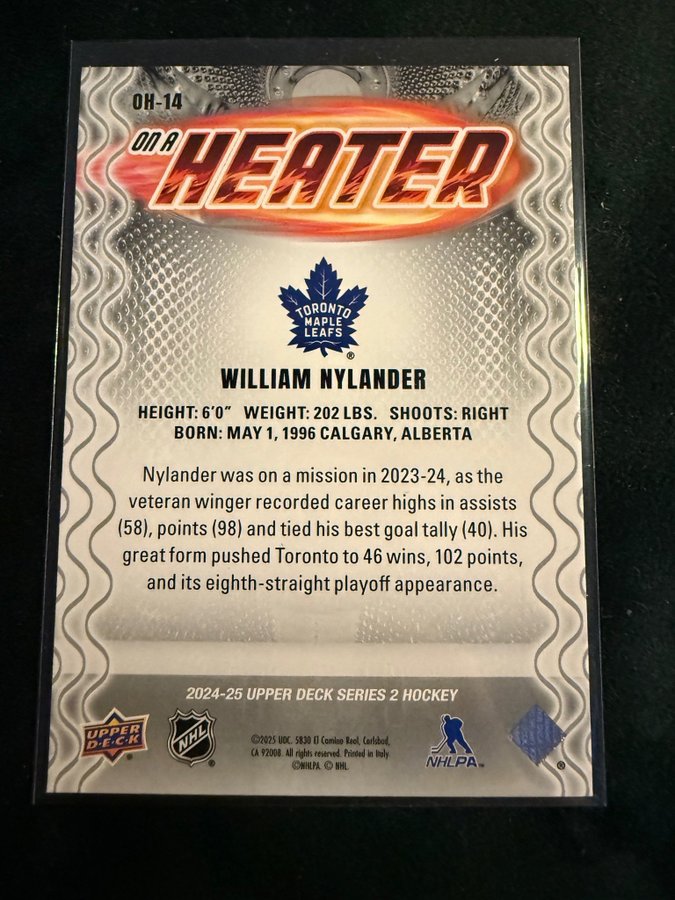 OH-14
ON A
HEATER
TORONTO
MAPLE
LEAFS
®
WILLIAM NYLANDER
HEIGHT: 6'0" WEIGHT: 202 LBS. SHOOTS: RIGHT
BORN: MAY 1, 1996 CALGARY, ALBERTA
Nylander was on a mission in 2023-24, as the
veteran winger recorded career highs in assists
(58), points (98) and tied his best goal tally (40). His
great form pushed Toronto to 46 wins, 102 points,
and its eighth-straight playoff appearance.
2024-25 UPPER DECK SERIES 2 HOCKEY
UPPER
D·E·C·K
®
NHL
®
©2025 UDC. 5830 El Camino Real, Carlsbad,
CA 92008. All rights reserved. Printed in Italy.
©NHLPA. © NHL.
NHLPA™
®